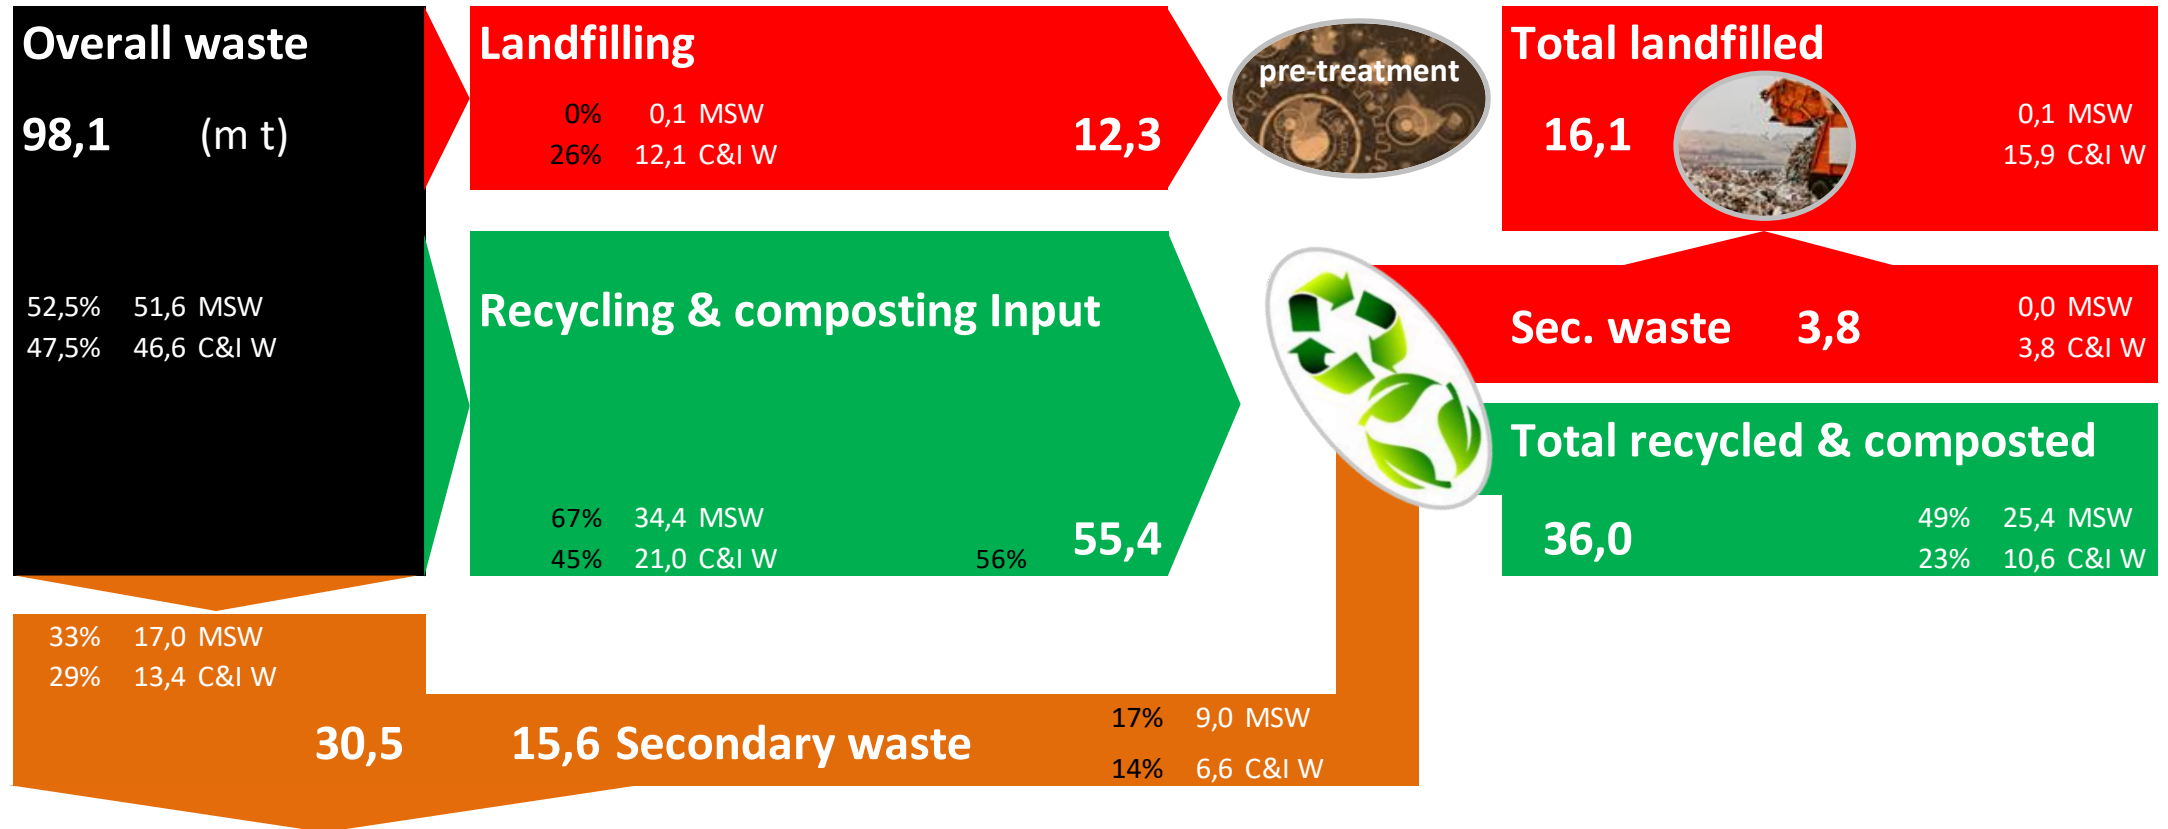 Overall waste
98,1 (m t)
52,5% 51,6 MSW
47,5% 46,6 C&I W
Landfilling
0% 0,1 MSW
26% 12,1 C&I W
12,3
pre-treatment
Total landfilled
16,1
0,1 MSW
15,9 C&I W
Recycling & composting Input
67% 34,4 MSW
45% 21,0 C&I W
56% 55,4
Sec. waste 3,8
0,0 MSW
3,8 C&I W
Total recycled & composted
36,0
49% 25,4 MSW
23% 10,6 C&I W
33% 17,0 MSW
29% 13,4 C&I W
30,5
15,6 Secondary waste
17% 9,0 MSW
14% 6,6 C&I W